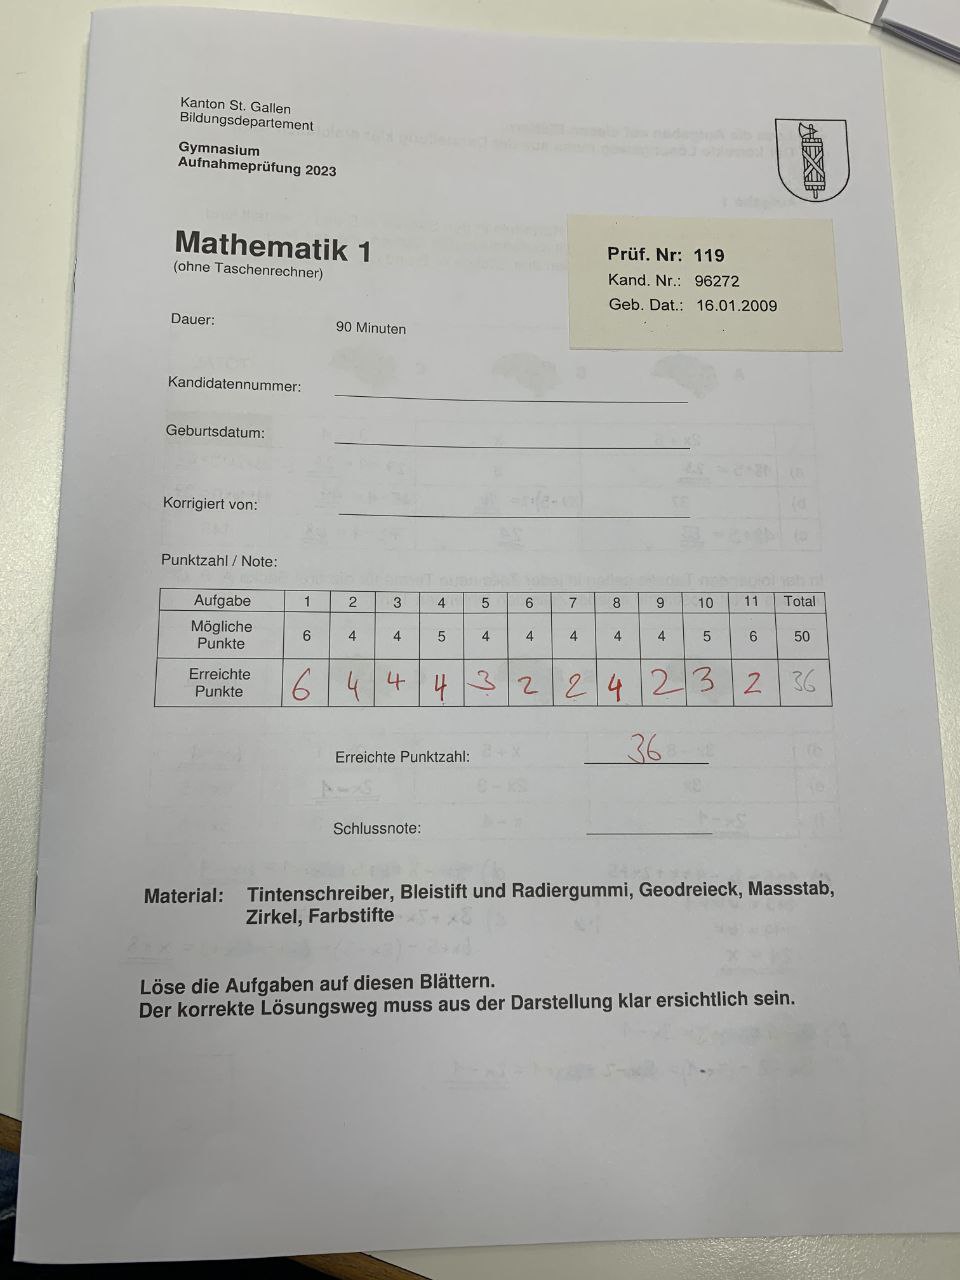 Kanton St. Gallen
Bildungsdepartement
Gymnasium
Aufnahmeprüfung 2023
Mathematik 1
(ohne Taschenrechner)
Prüf. Nr: 119
Kand. Nr.: 96272
Geb. Dat.: 16.01.2009
Dauer: 90 Minuten
Kandidatennummer:
Geburtsdatum:
Korrigiert von:
Punktzahl / Note:
Aufgabe 1 2 3 4 5 6 7 8 9 10 11 Total
Mögliche Punkte 6 4 4 5 4 4 4 4 4 5 6 50
Erreichte Punkte 6 4 4 4 3 2 2 4 2 3 2 36
Erreichte Punktzahl: 36
Schlussnote:
Material: Tintenschreiber, Bleistift und Radiergummi, Geodreieck, Massstab,
Zirkel, Farbstifte
Löse die Aufgaben auf diesen Blättern.
Der korrekte Lösungsweg muss aus der Darstellung klar ersichtlich sein.